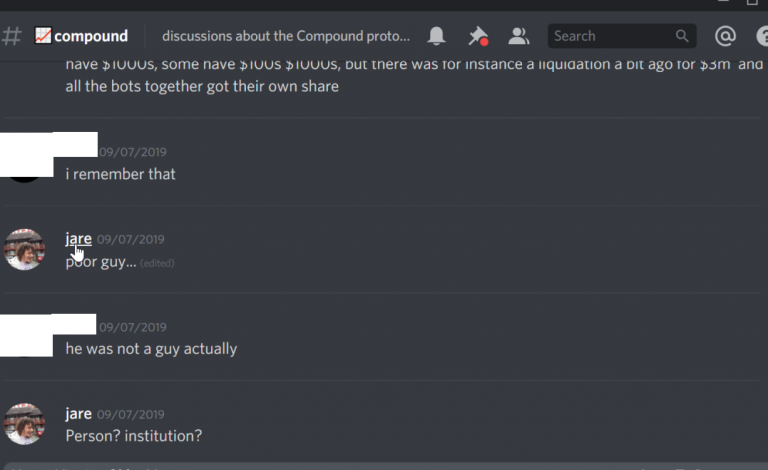 # compound discussions about the Compound proto... Search @ ?
have $1000s, some have $100s $1000s, but there was for instance a liquidation a bit ago for $3m and
all the bots together got their own share
09/07/2019
i remember that
jare 09/07/2019
poor guy... (edited)
09/07/2019
he was not a guy actually
jare 09/07/2019
Person? institution?